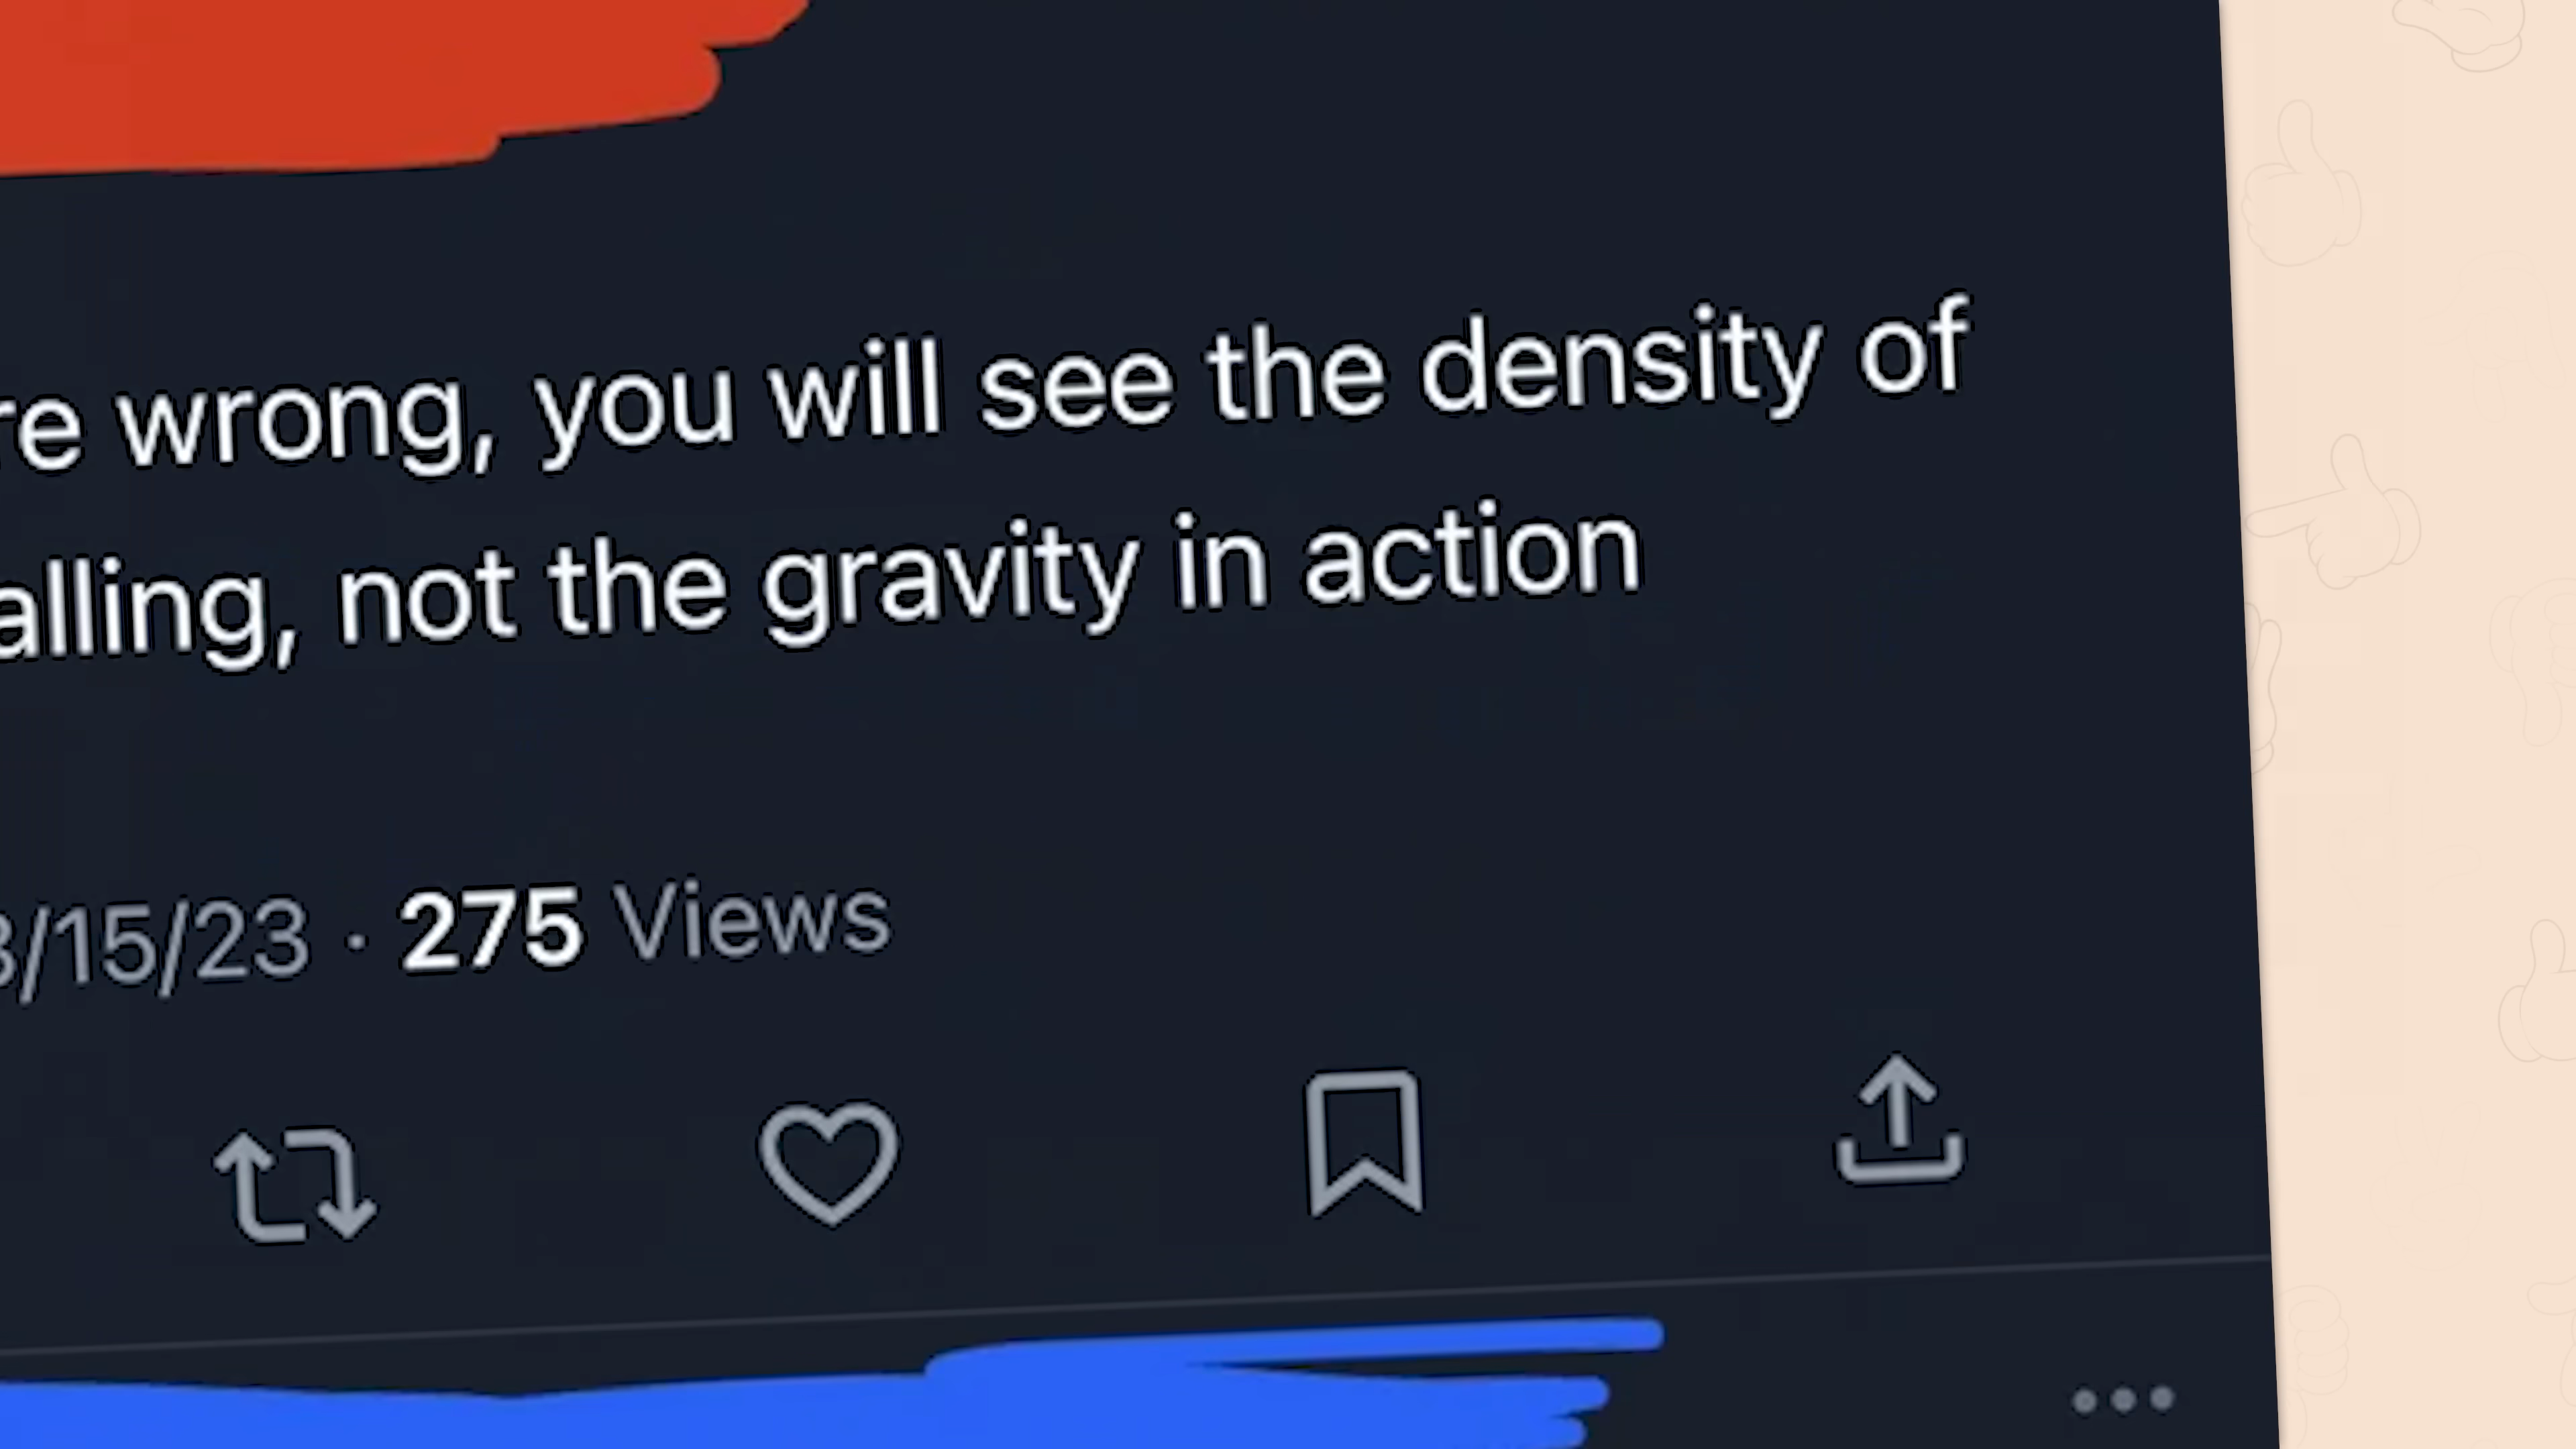 re wrong, you will see the density of
alling, not the gravity in action
3/15/23 · 275 Views